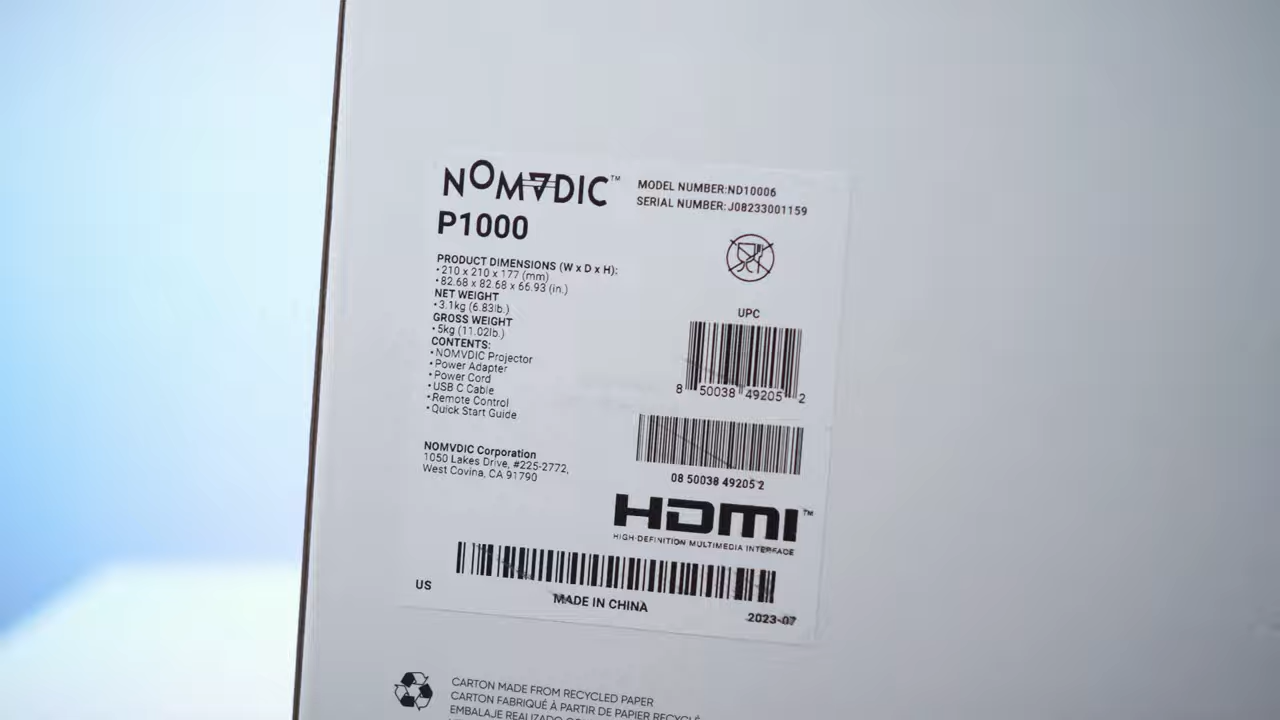 NOMVDIC™
P1000
MODEL NUMBER:ND10006
SERIAL NUMBER:J08233001159
PRODUCT DIMENSIONS (W x D x H):
• 210 x 210 x 177 (mm)
• 82.68 x 82.68 x 66.93 (in.)
NET WEIGHT
• 3.1kg (6.83lb.)
GROSS WEIGHT
• 5kg (11.02lb.)
CONTENTS:
• NOMVDIC Projector
• Power Adapter
• Power Cord
• USB C Cable
• Remote Control
• Quick Start Guide
UPC
8 50038 49205 2
08 50038 49205 2
NOMVDIC Corporation
1050 Lakes Drive, #225-2772,
West Covina, CA 91790
HDMI™
HIGH-DEFINITION MULTIMEDIA INTERFACE
US
MADE IN CHINA
2023-07
CARTON MADE FROM RECYCLED PAPER
CARTON FABRIQUÉ À PARTIR DE PAPIER RECYCLÉ
EMBALAJE REALIZADO